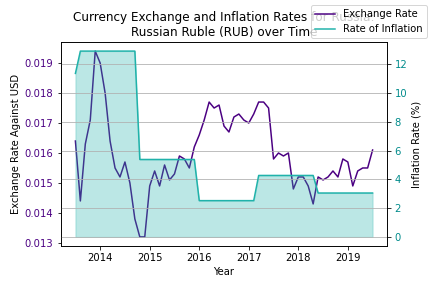 Currency Exchange and Inflation Rates for Russia:
Russian Ruble (RUB) over Time
Exchange Rate
Rate of Inflation
0.019
0.018
0.017
0.016
0.015
0.014
0.013
Exchange Rate Against USD
12
10
8
6
4
2
0
Inflation Rate (%)
2014
2015
2016
2017
2018
2019
Year